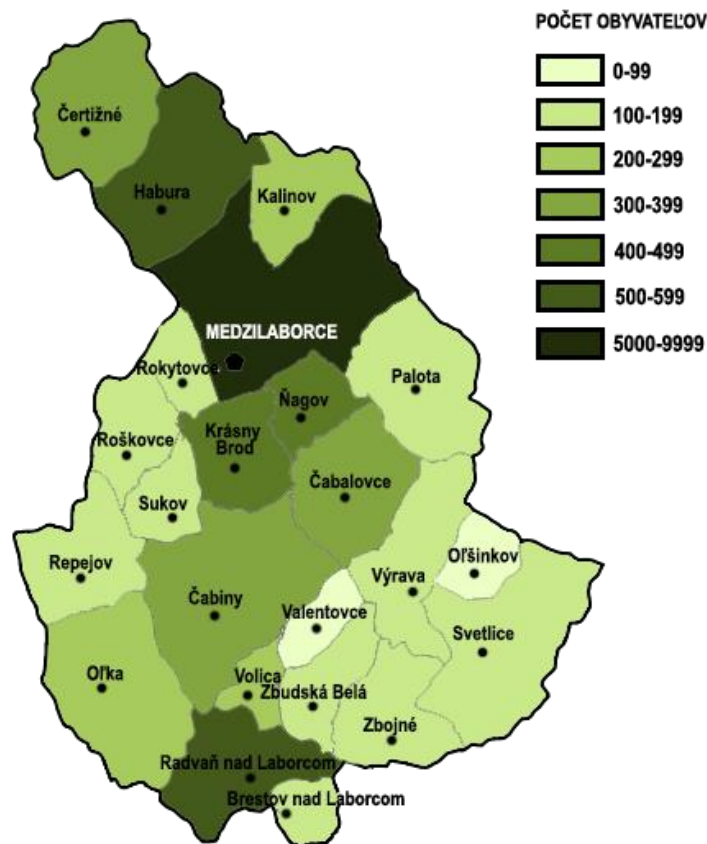 POČET OBYVATEĽOV
0-99
100-199
200-299
300-399
400-499
500-599
5000-9999
Čertižné
Habura
Kalinov
MEDZILABORCE
Rokytovce
Palota
Ňagov
Krásny
Brod
Roškovce
Čabalovce
Sukov
Oľšinkov
Repejov
Výrava
Čabiny
Valentovce
Svetlice
Oľka
Volica
Zbudská Belá
Zbojné
Radvaň nad Laborcom
Brestov nad Laborcom